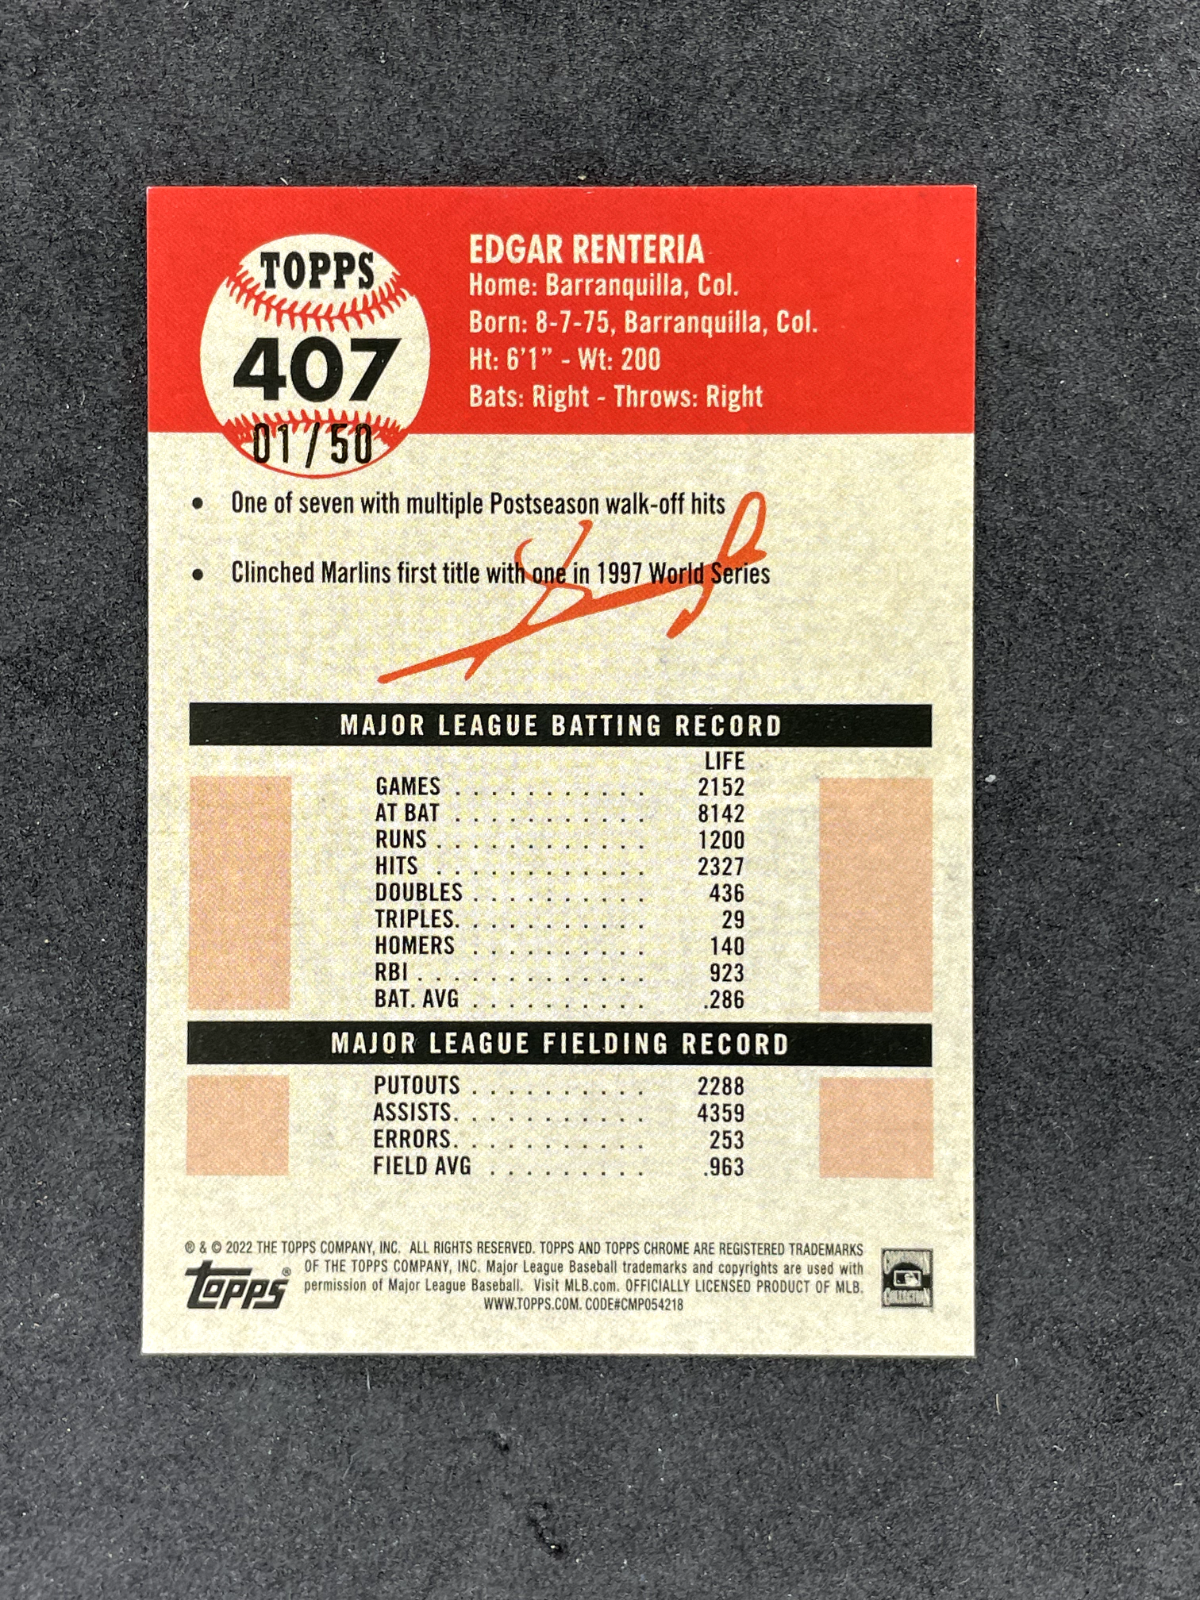 TOPPS
407
01/50
EDGAR RENTERIA
Home: Barranquilla, Col.
Born: 8-7-75, Barranquilla, Col.
Ht: 6'1" - Wt: 200
Bats: Right - Throws: Right
• One of seven with multiple Postseason walk-off hits
• Clinched Marlins first title with one in 1997 World Series
MAJOR LEAGUE BATTING RECORD
LIFE
GAMES . . . . . . . . . . . 2152
AT BAT . . . . . . . . . . . 8142
RUNS . . . . . . . . . . . . 1200
HITS . . . . . . . . . . . . 2327
DOUBLES . . . . . . . . . . 436
TRIPLES. . . . . . . . . . . 29
HOMERS . . . . . . . . . . 140
RBI . . . . . . . . . . . . . 923
BAT. AVG . . . . . . . . . . .286
MAJOR LEAGUE FIELDING RECORD
PUTOUTS . . . . . . . . . . 2288
ASSISTS. . . . . . . . . . . 4359
ERRORS. . . . . . . . . . . 253
FIELD AVG . . . . . . . . . .963
® & © 2022 THE TOPPS COMPANY, INC. ALL RIGHTS RESERVED. TOPPS AND TOPPS CHROME ARE REGISTERED TRADEMARKS
OF THE TOPPS COMPANY, INC. Major League Baseball trademarks and copyrights are used with
permission of Major League Baseball. Visit MLB.com. OFFICIALLY LICENSED PRODUCT OF MLB.
WWW.TOPPS.COM. CODE#CMP054218
Topps®
COLLECTION